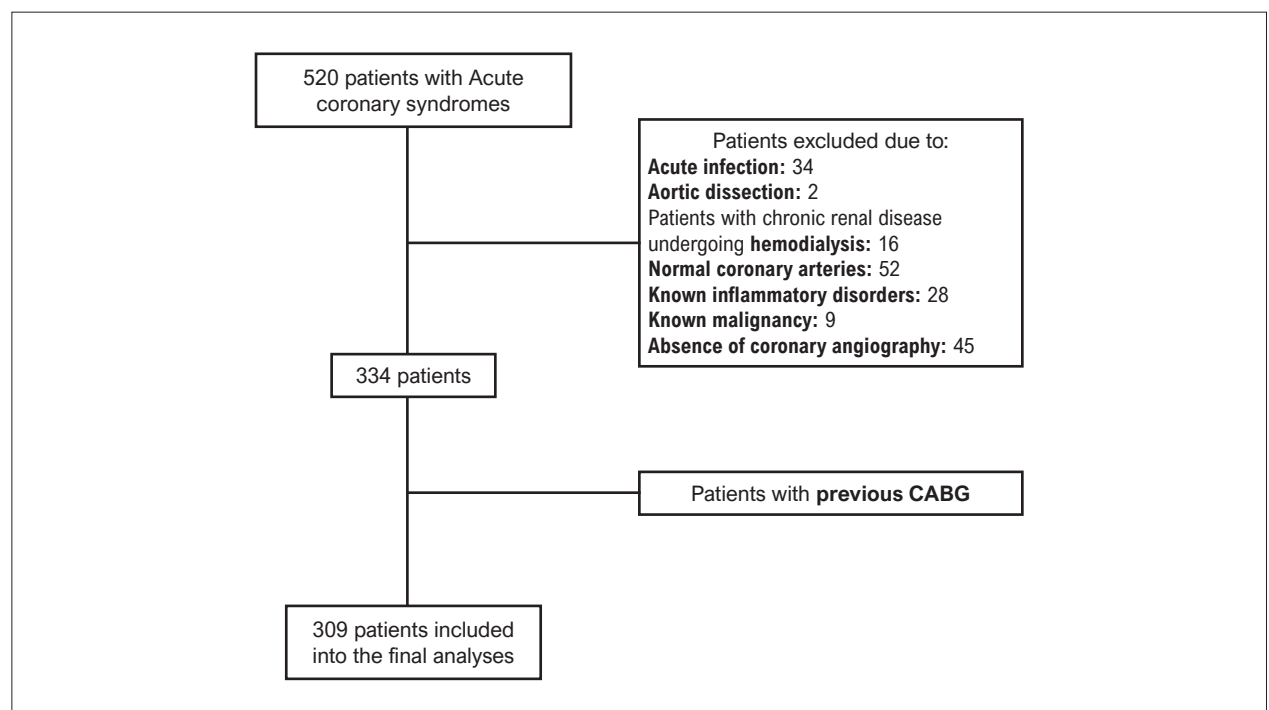 520 patients with Acute
coronary syndromes
Patients excluded due to:
Acute infection: 34
Aortic dissection: 2
Patients with chronic renal disease
undergoing hemodialysis: 16
Normal coronary arteries: 52
Known inflammatory disorders: 28
Known malignancy: 9
Absence of coronary angiography: 45
334 patients
Patients with previous CABG
309 patients included
into the final analyses